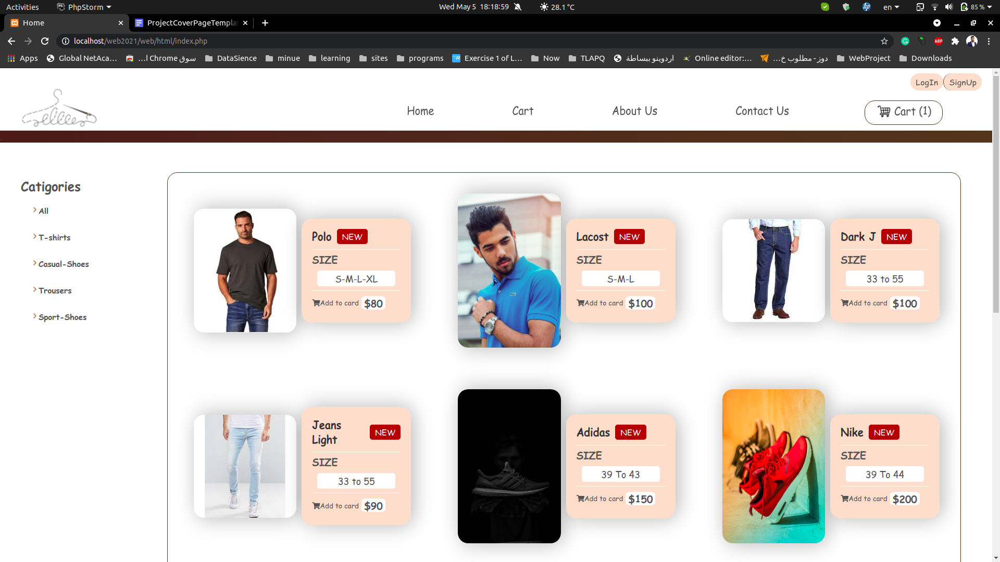 Activities PhpStorm Wed May 5 18:18:59 28.1 °C en 85 %
Home ProjectCoverPageTempla
localhost/web2021/web/html/index.php
Apps Global NetAca... سوق Chrome ا... DataSience minue learning sites programs Exercise 1 of L... Now TLAPQ اردوينو ببساطة Online editor:... دوز - مطلوب خ... WebProject Downloads
LogIn SignUp
Home Cart About Us Contact Us Cart (1)
Catigories
All
T-shirts
Casual-Shoes
Trousers
Sport-Shoes
Polo NEW
SIZE
S-M-L-XL
Add to card $80
Lacost NEW
SIZE
S-M-L
Add to card $100
Dark J NEW
SIZE
33 to 55
Add to card $100
Jeans Light NEW
SIZE
33 to 55
Add to card $90
Adidas NEW
SIZE
39 To 43
Add to card $150
Nike NEW
SIZE
39 To 44
Add to card $200